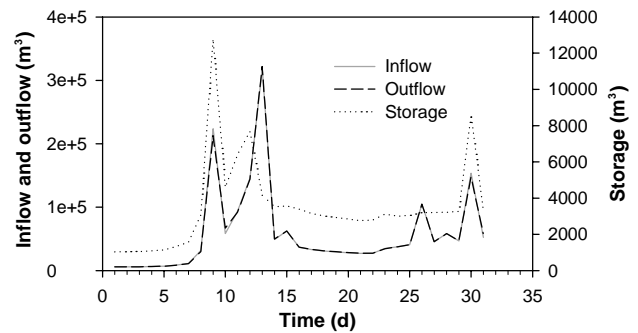 Inflow and outflow (m³)
4e+5
3e+5
2e+5
1e+5
0
Inflow
Outflow
Storage
14000
12000
10000
8000
6000
4000
2000
0
Storage (m³)
0 5 10 15 20 25 30 35
Time (d)